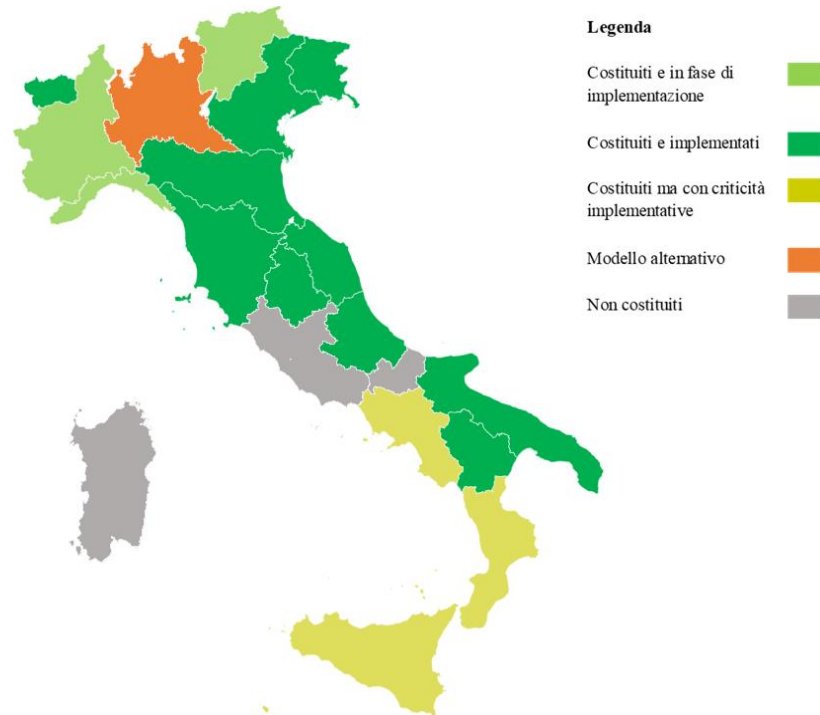 Legenda
Costituiti e in fase di
implementazione
Costituiti e implementati
Costituiti ma con criticità
implementative
Modello alternativo
Non costituiti